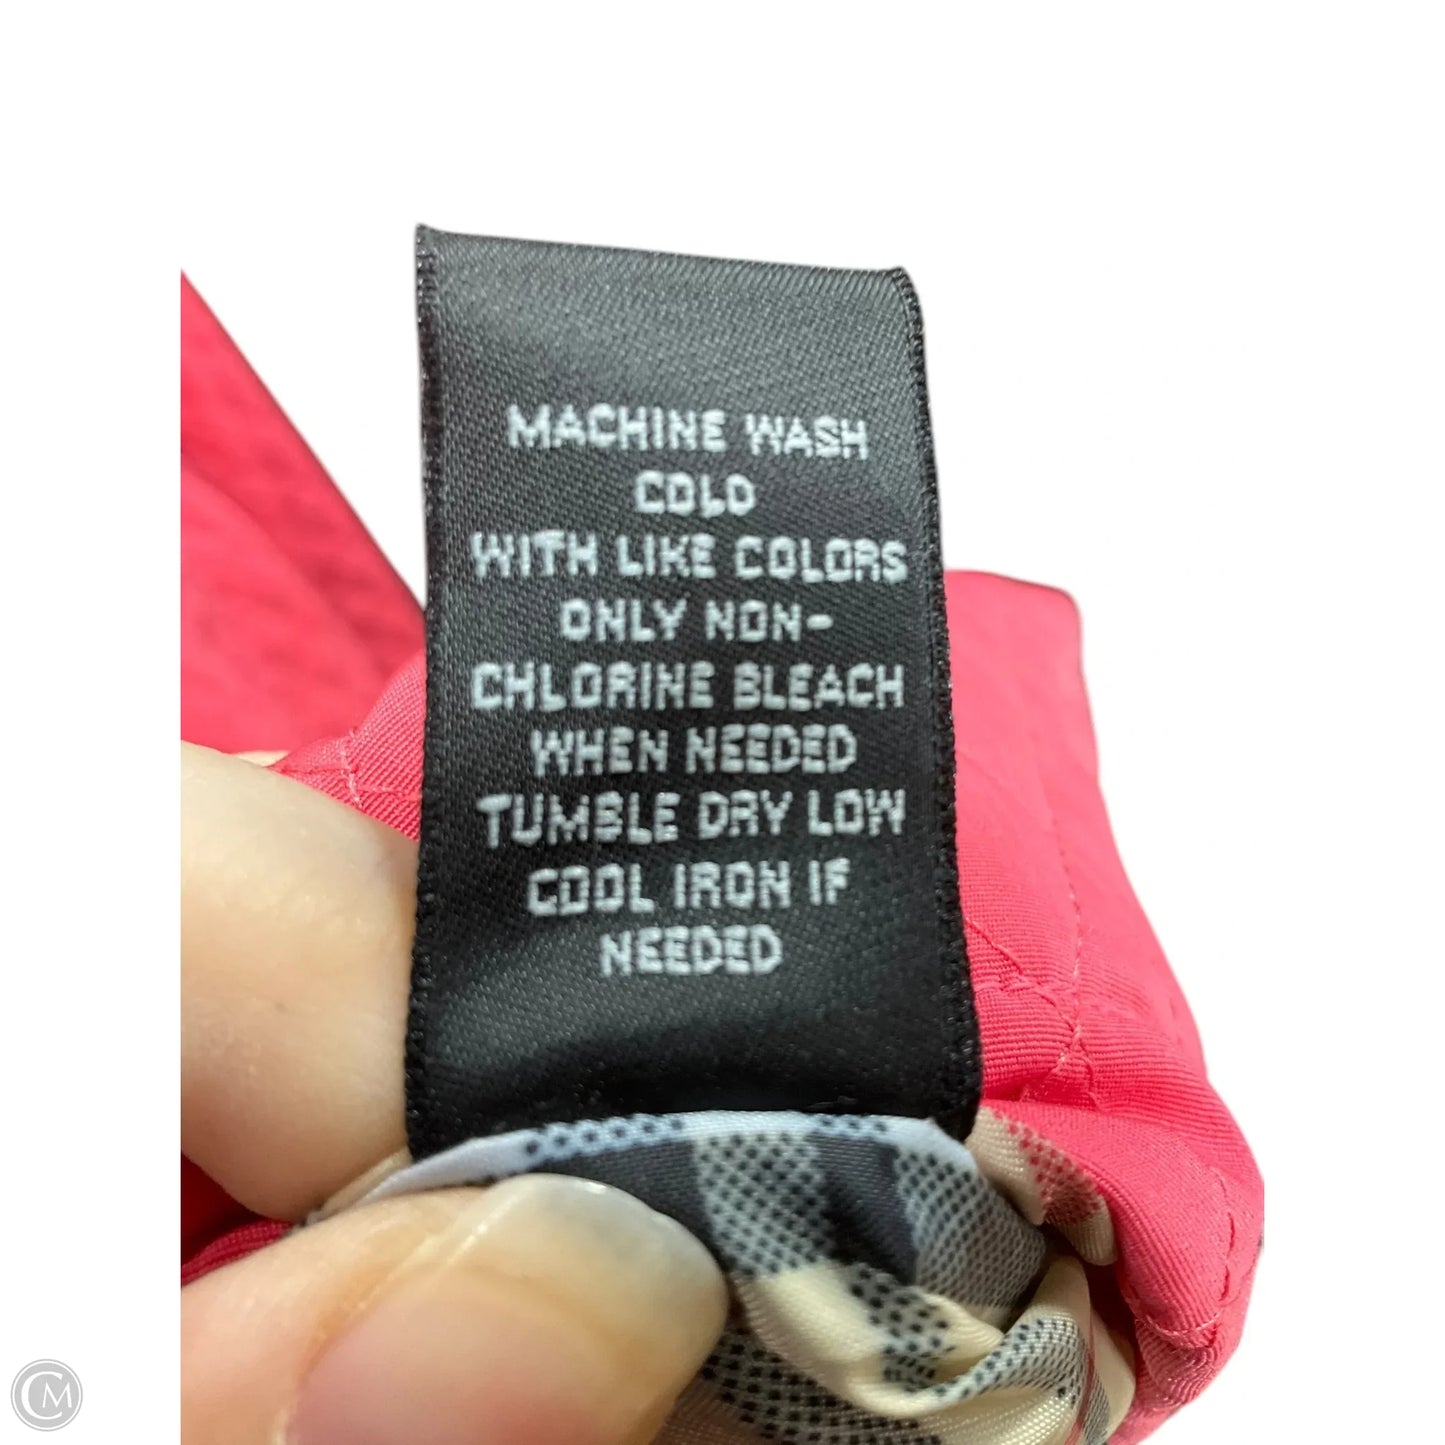 MACHINE WASH
COLD
WITH LIKE COLORS
ONLY NON-
CHLORINE BLEACH
WHEN NEEDED
TUMBLE DRY LOW
COOL IRON IF
NEEDED
CM